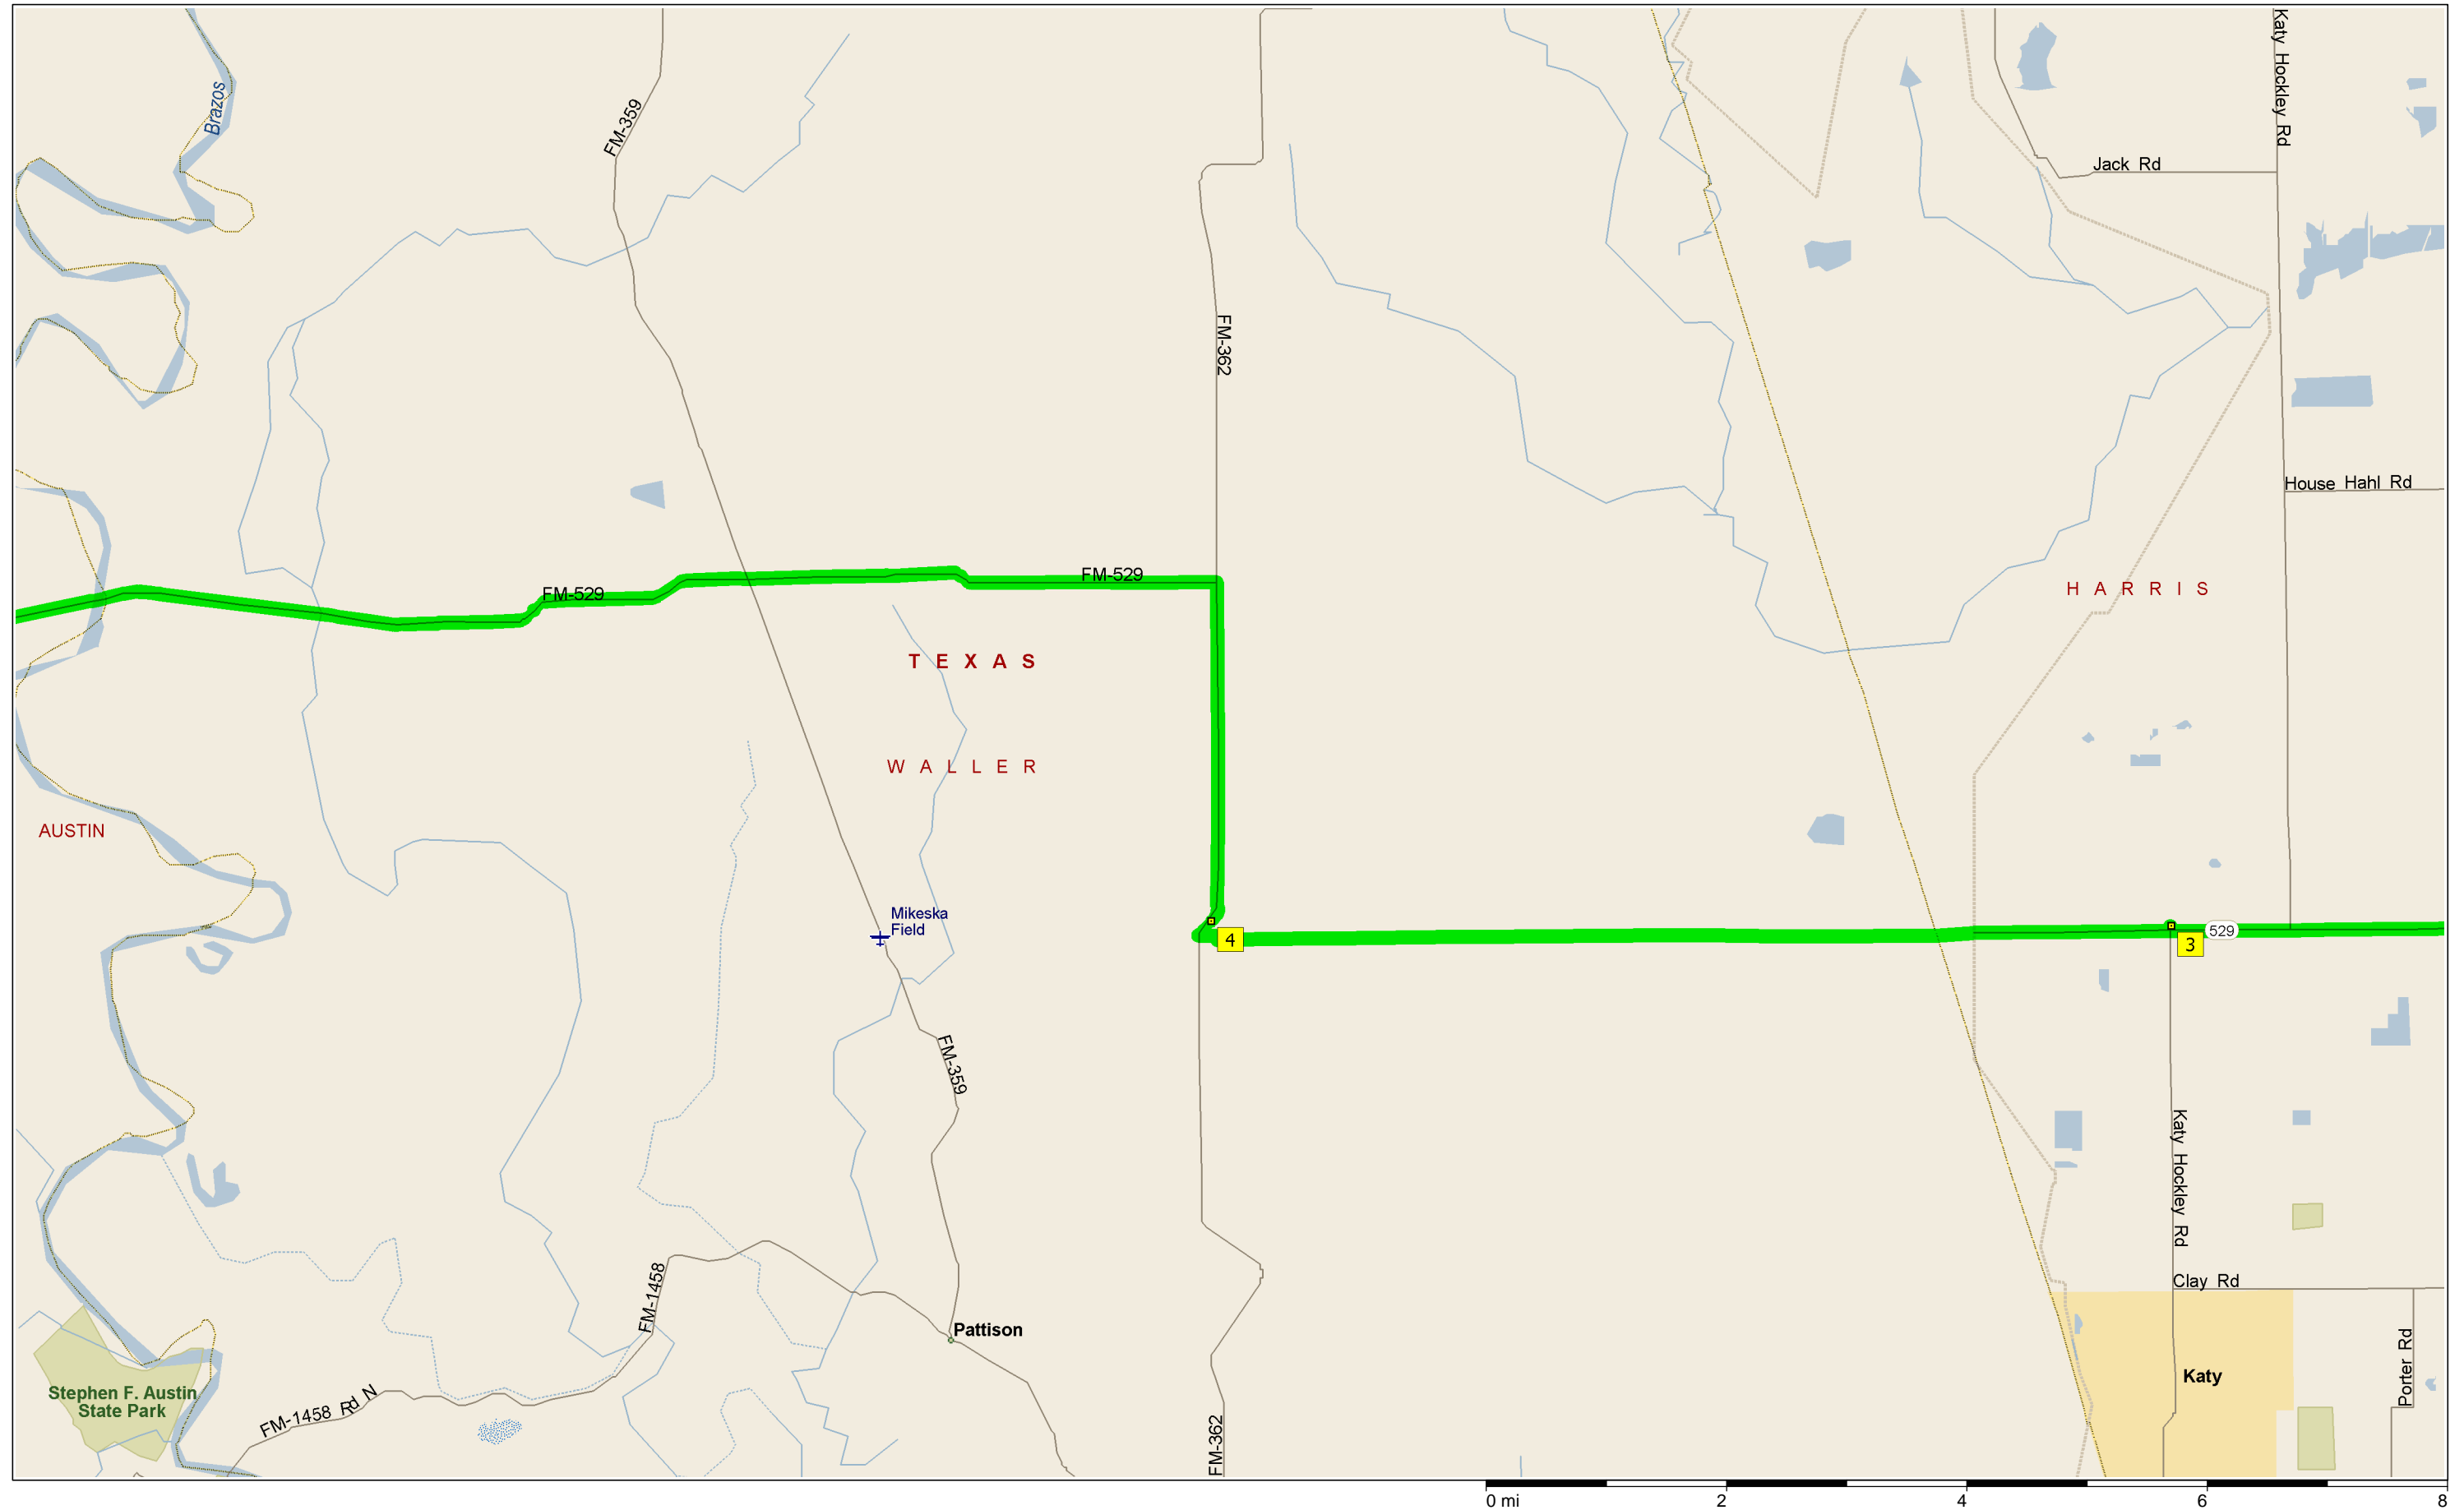 Katy Hockley Rd
Brazos
FM-359
Jack Rd
FM-362
House Hahl Rd
FM-529
FM-529
HARRIS
TEXAS
WALLER
AUSTIN
Mikeska
Field
4
529
3
FM-359
Katy Hockley Rd
FM-1458
Clay Rd
Pattison
Porter Rd
Katy
Stephen F. Austin
State Park
FM-1458 Rd N
FM-362
0 mi 2 4 6 8